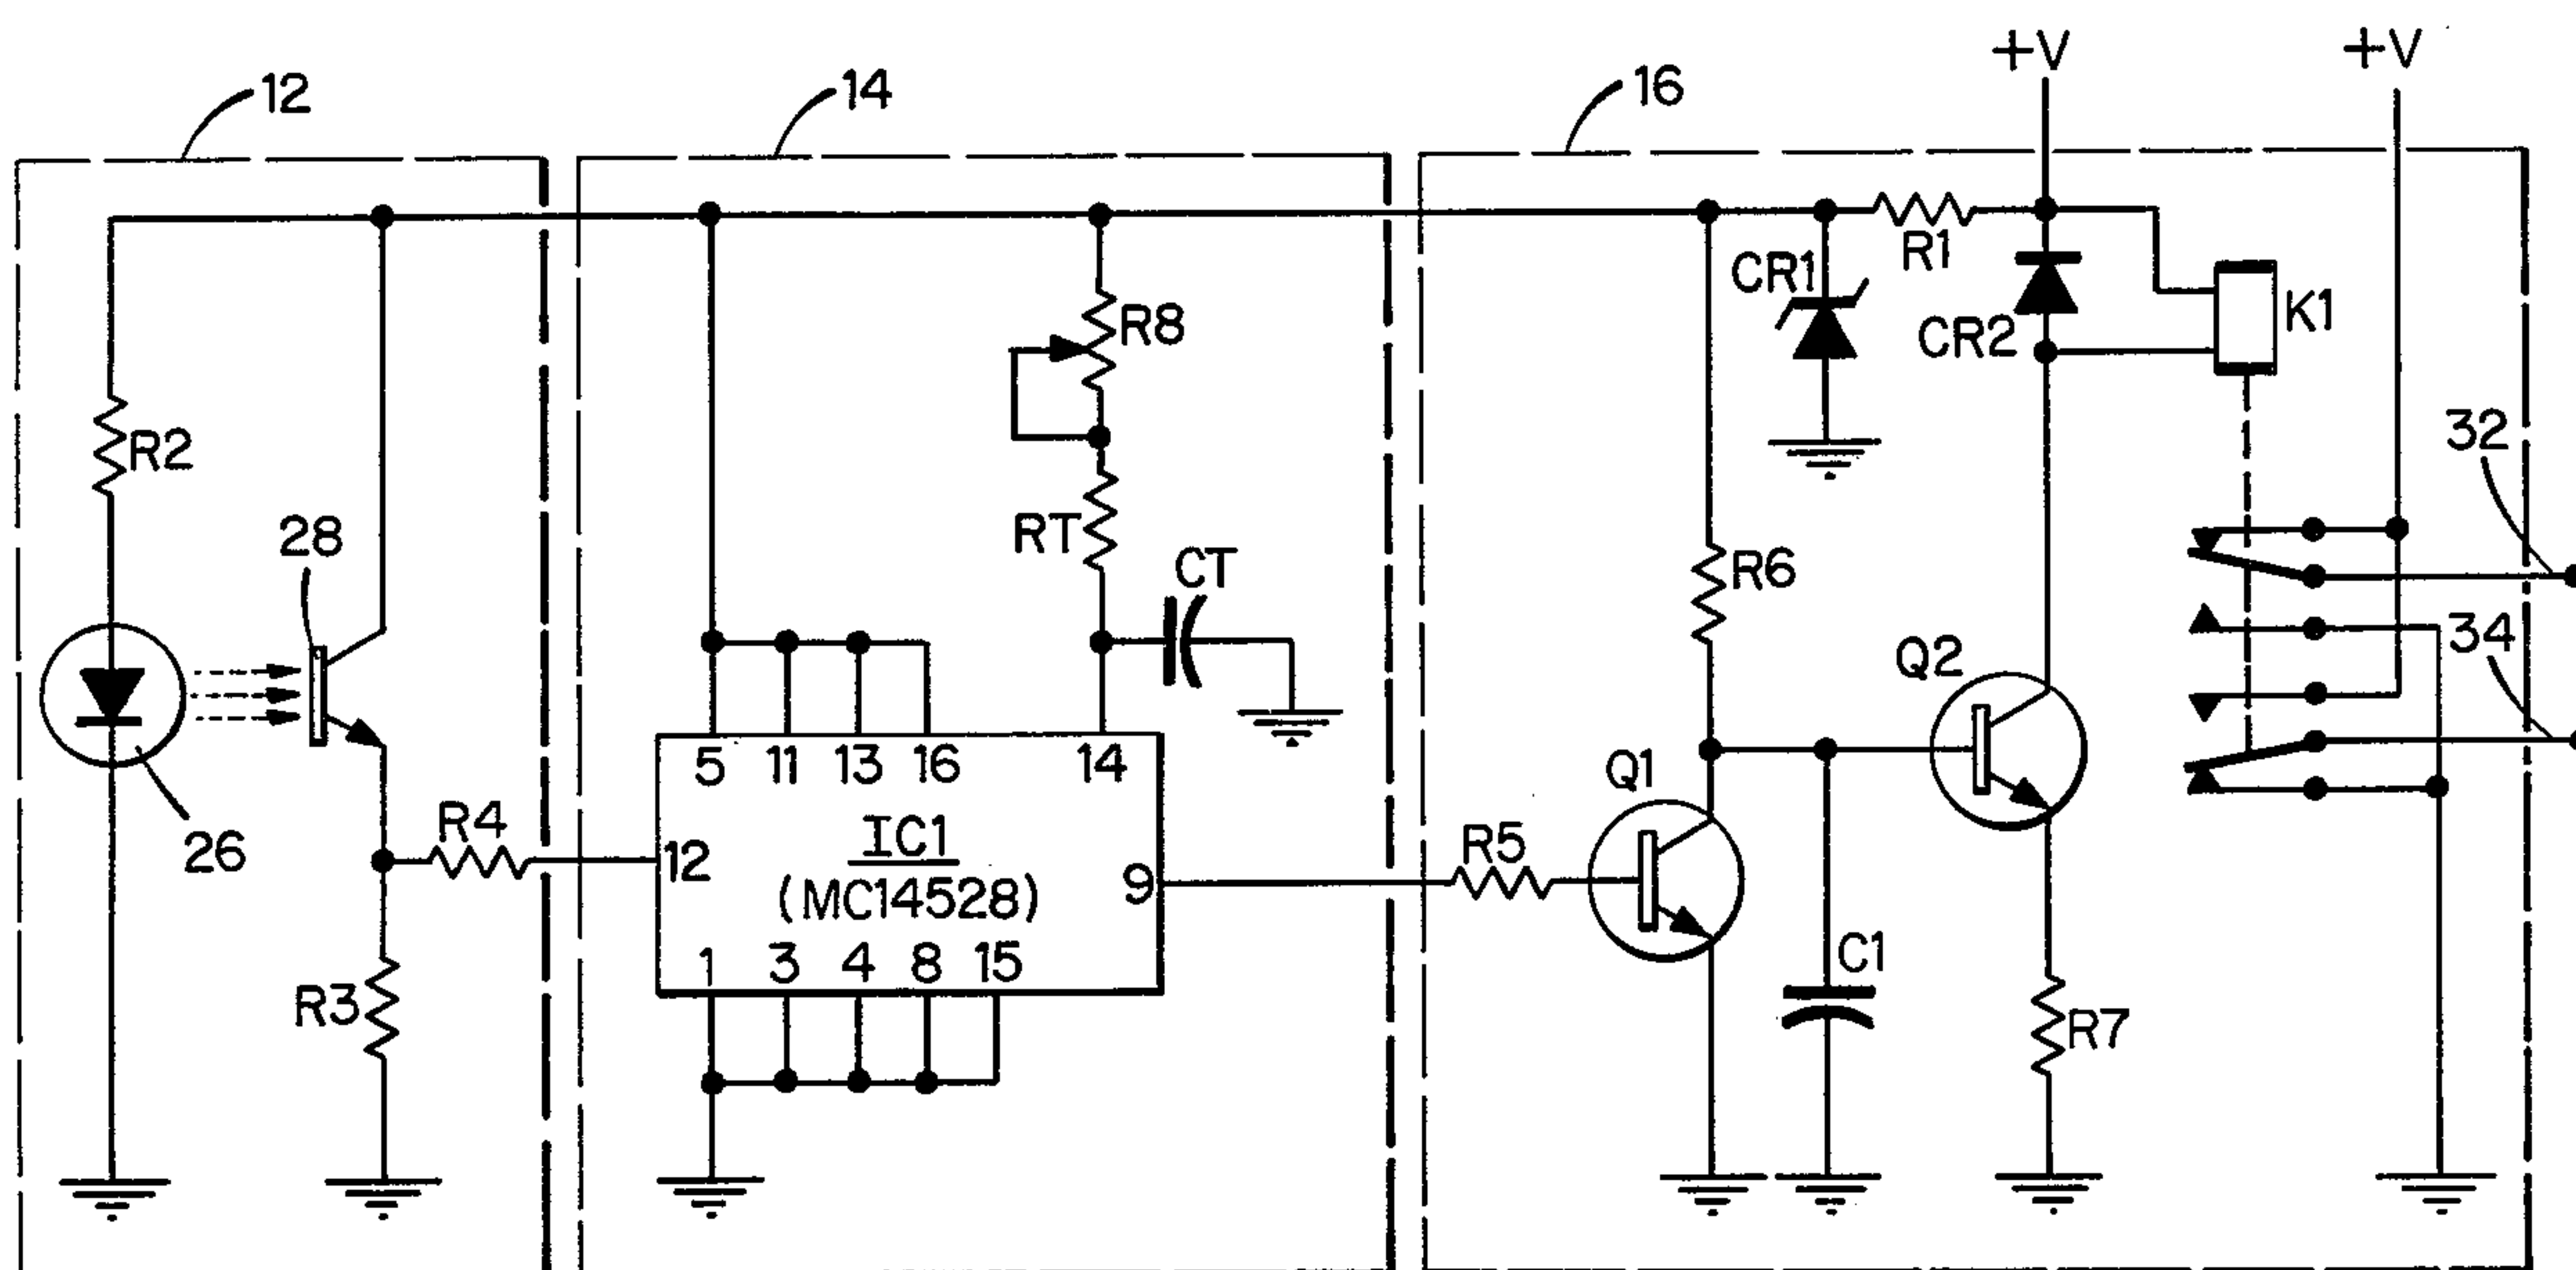 +V
+V
12
14
16
R1
CR1
R8
K1
CR2
R2
32
28
RT
CT
R6
34
Q2
5 11 13 16 14
Q1
R4
26
12
IC1
(MC14528)
9
R5
1 3 4 8 15
C1
R3
R7